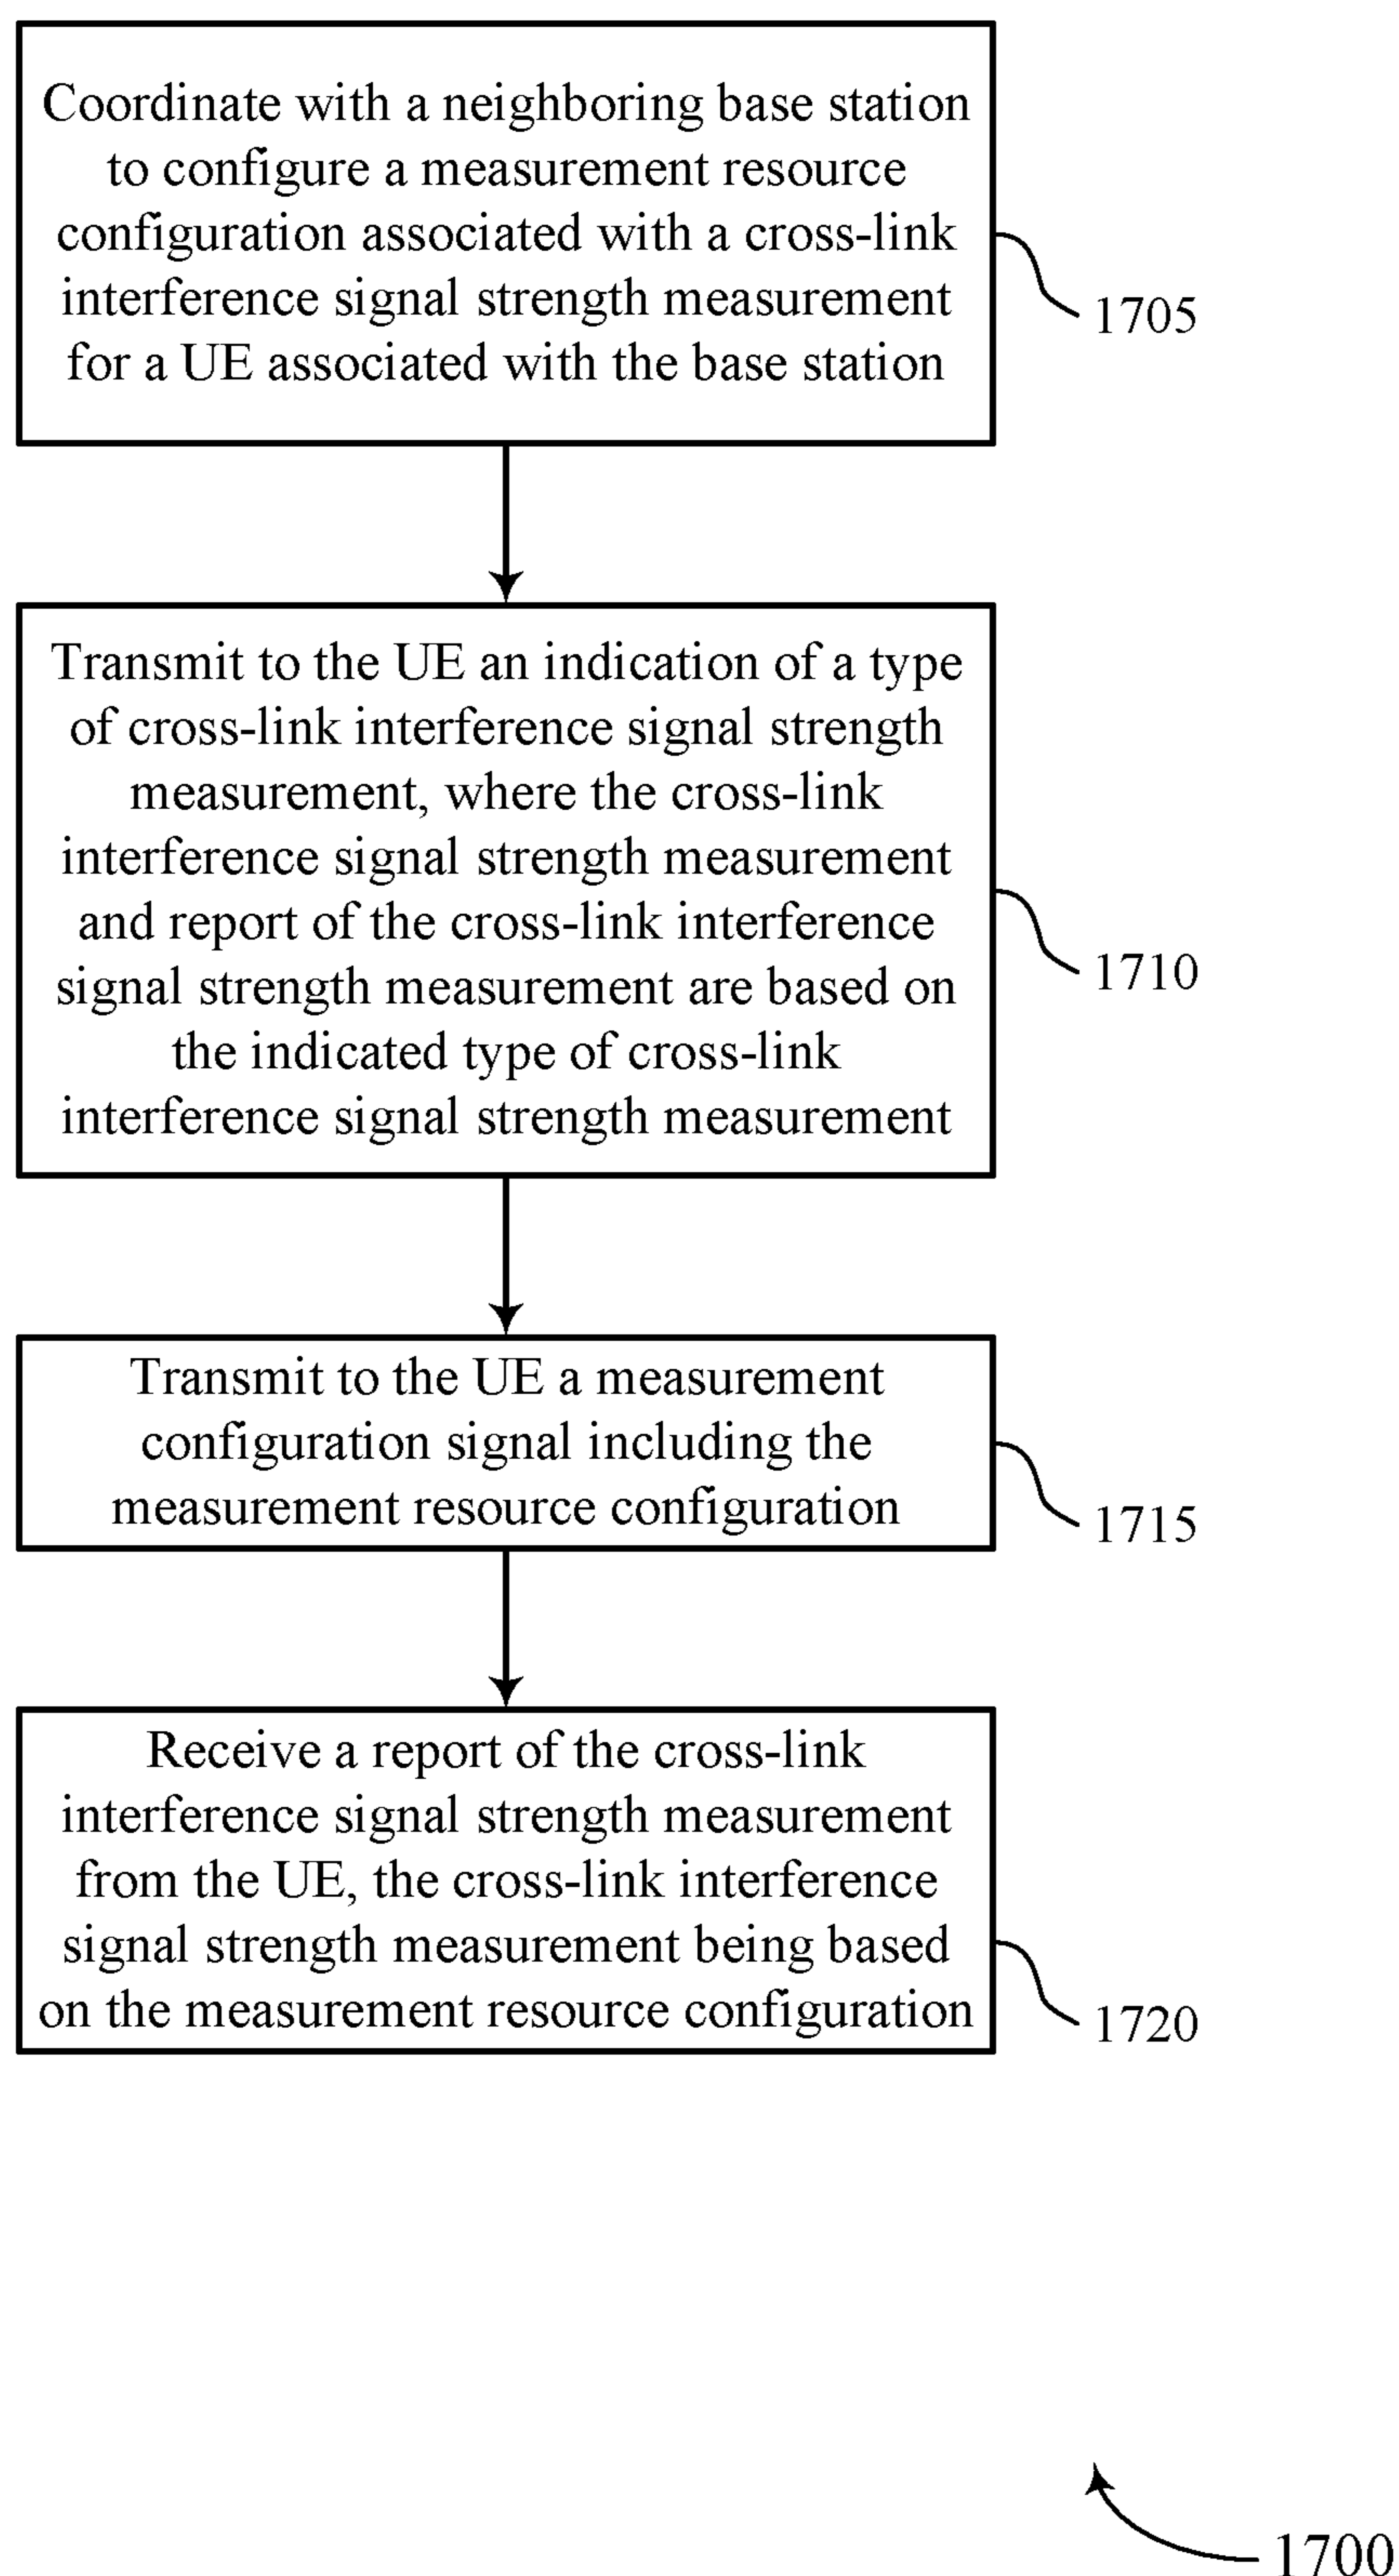 Coordinate with a neighboring base station
to configure a measurement resource
configuration associated with a cross-link
interference signal strength measurement
for a UE associated with the base station
1705
Transmit to the UE an indication of a type
of cross-link interference signal strength
measurement, where the cross-link
interference signal strength measurement
and report of the cross-link interference
signal strength measurement are based on
the indicated type of cross-link
interference signal strength measurement
1710
Transmit to the UE a measurement
configuration signal including the
measurement resource configuration
1715
Receive a report of the cross-link
interference signal strength measurement
from the UE, the cross-link interference
signal strength measurement being based
on the measurement resource configuration
1720
1700